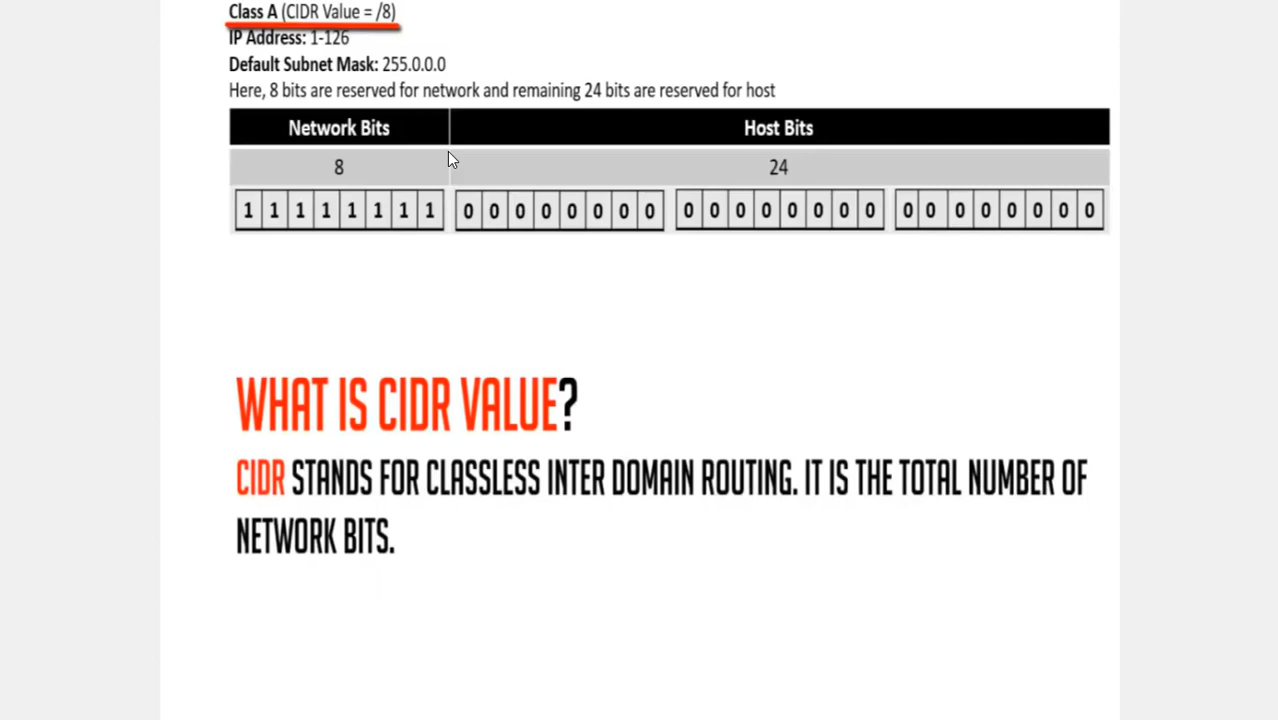 Class A (CIDR Value = /8)
IP Address: 1-126
Default Subnet Mask: 255.0.0.0
Here, 8 bits are reserved for network and remaining 24 bits are reserved for host
Network Bits Host Bits
8 24
1 1 1 1 1 1 1 1 0 0 0 0 0 0 0 0 0 0 0 0 0 0 0 0 0 0 0 0 0 0 0 0
WHAT IS CIDR VALUE?
CIDR STANDS FOR CLASSLESS INTER DOMAIN ROUTING. IT IS THE TOTAL NUMBER OF
NETWORK BITS.